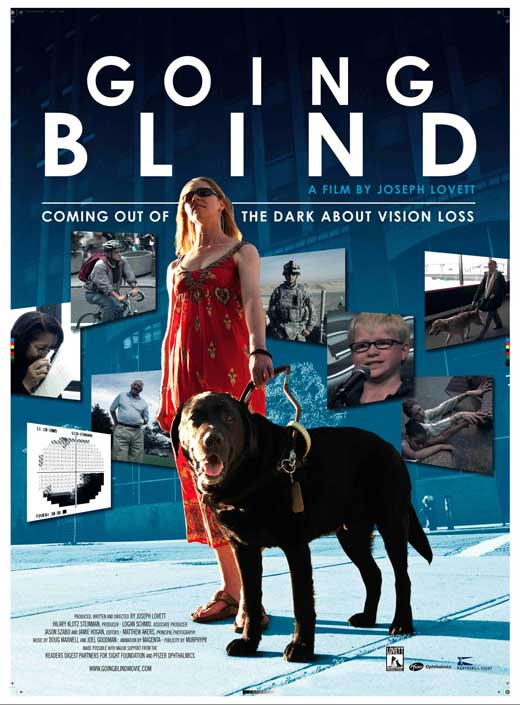 GOING
BLIND
A FILM BY JOSEPH LOVETT
COMING OUT OF THE DARK ABOUT VISION LOSS
PRODUCED, WRITTEN AND DIRECTED BY JOSEPH LOVETT
HILARY KLOTZ STEINMAN, PRODUCER • LOGAN SCHMID, ASSOCIATE PRODUCER
JASON SZABO AND JAMIE HOGAN, EDITORS • MATTHEW AKERS, PRINCIPAL PHOTOGRAPHY
MUSIC BY DOUG MAXWELL AND JOEL GOODMAN • ANIMATION BY MAGENTA • PUBLICITY BY MURPHYPR
MADE POSSIBLE WITH MAJOR SUPPORT FROM THE
READERS DIGEST PARTNERS FOR SIGHT FOUNDATION AND PFIZER OPHTHALMICS
WWW.GOINGBLINDMOVIE.COM
LOVETT
Pfizer Ophthalmics